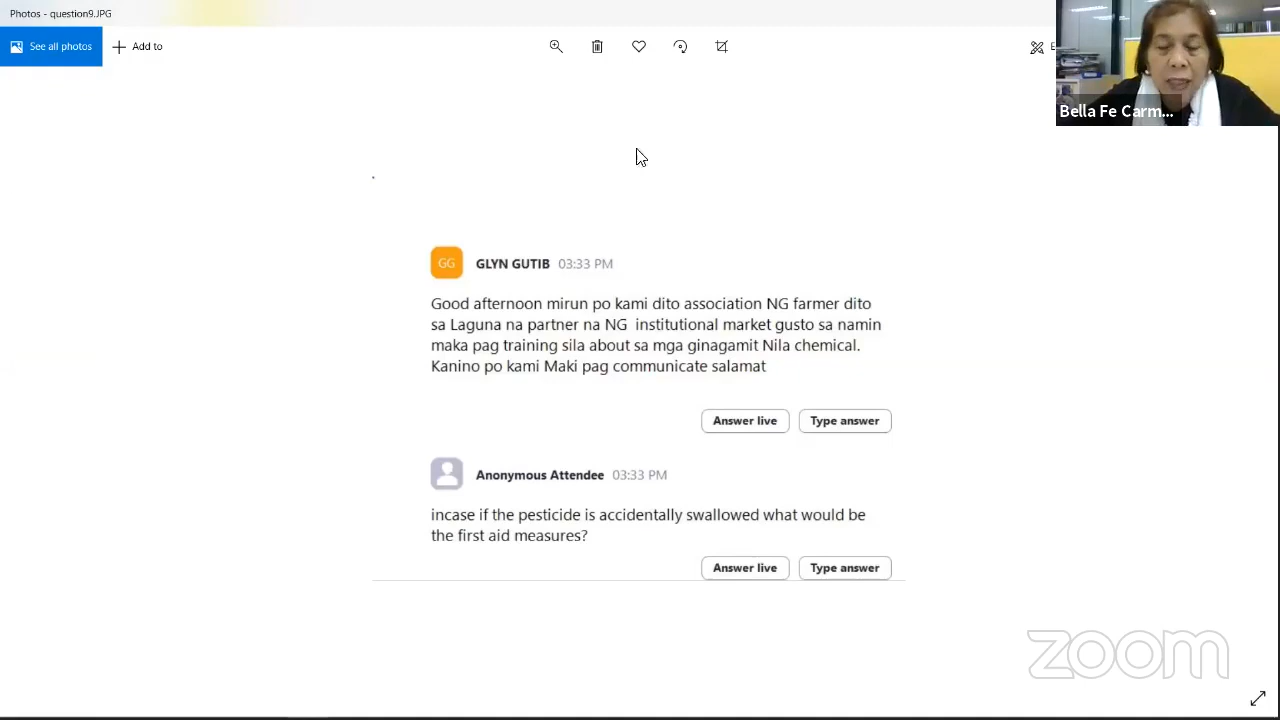 Photos - question9.JPG
See all photos
Add to
Bella Fe Carm...
GG
GLYN GUTIB 03:33 PM
Good afternoon mirun po kami dito association NG farmer dito
sa Laguna na partner na NG institutional market gusto sa namin
maka pag training sila about sa mga ginagamit Nila chemical.
Kanino po kami Maki pag communicate salamat
Answer live
Type answer
Anonymous Attendee 03:33 PM
incase if the pesticide is accidentally swallowed what would be
the first aid measures?
Answer live
Type answer
zoom